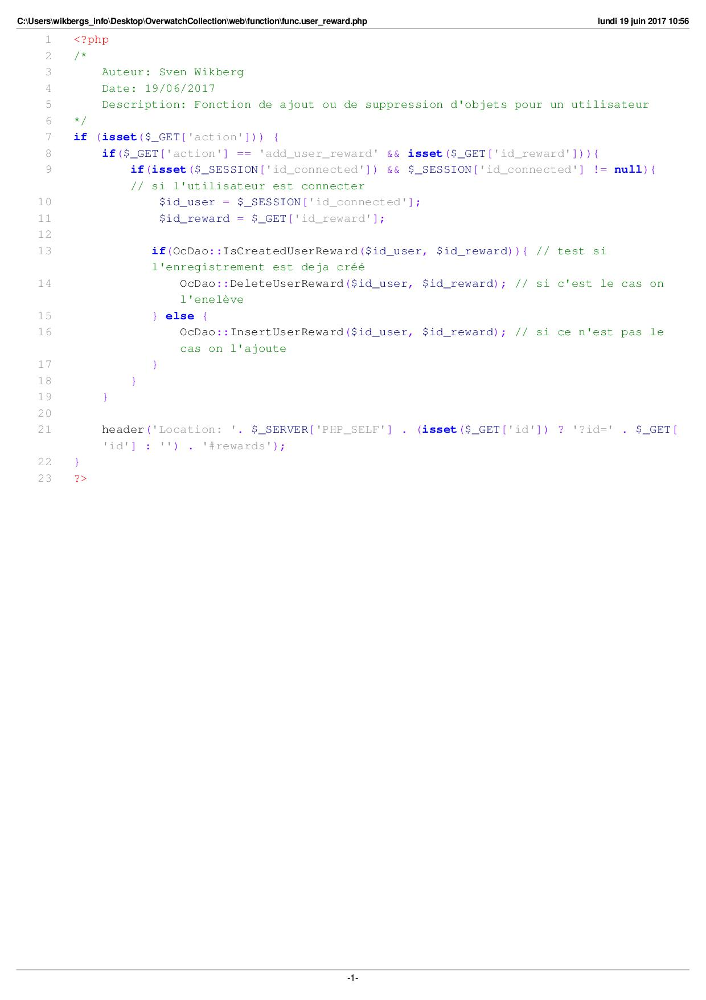 C:\Users\wikbergs_info\Desktop\OverwatchCollection\web\function\func.user_reward.php lundi 19 juin 2017 10:56
1 <?php
2 /*
3 Auteur: Sven Wikberg
4 Date: 19/06/2017
5 Description: Fonction de ajout ou de suppression d'objets pour un utilisateur
6 */
7 if (isset($_GET['action'])) {
8 if($_GET['action'] == 'add_user_reward' && isset($_GET['id_reward'])){
9 if(isset($_SESSION['id_connected']) && $_SESSION['id_connected'] != null){
// si l'utilisateur est connecter
10 $id_user = $_SESSION['id_connected'];
11 $id_reward = $_GET['id_reward'];
12
13 if(OcDao::IsCreatedUserReward($id_user, $id_reward)){ // test si
l'enregistrement est deja créé
14 OcDao::DeleteUserReward($id_user, $id_reward); // si c'est le cas on
l'enelève
15 } else {
16 OcDao::InsertUserReward($id_user, $id_reward); // si ce n'est pas le
cas on l'ajoute
17 }
18 }
19 }
20
21 header('Location: '. $_SERVER['PHP_SELF'] . (isset($_GET['id']) ? '?id=' . $_GET[
'id'] : '') . '#rewards');
22 }
23 ?>
-1-